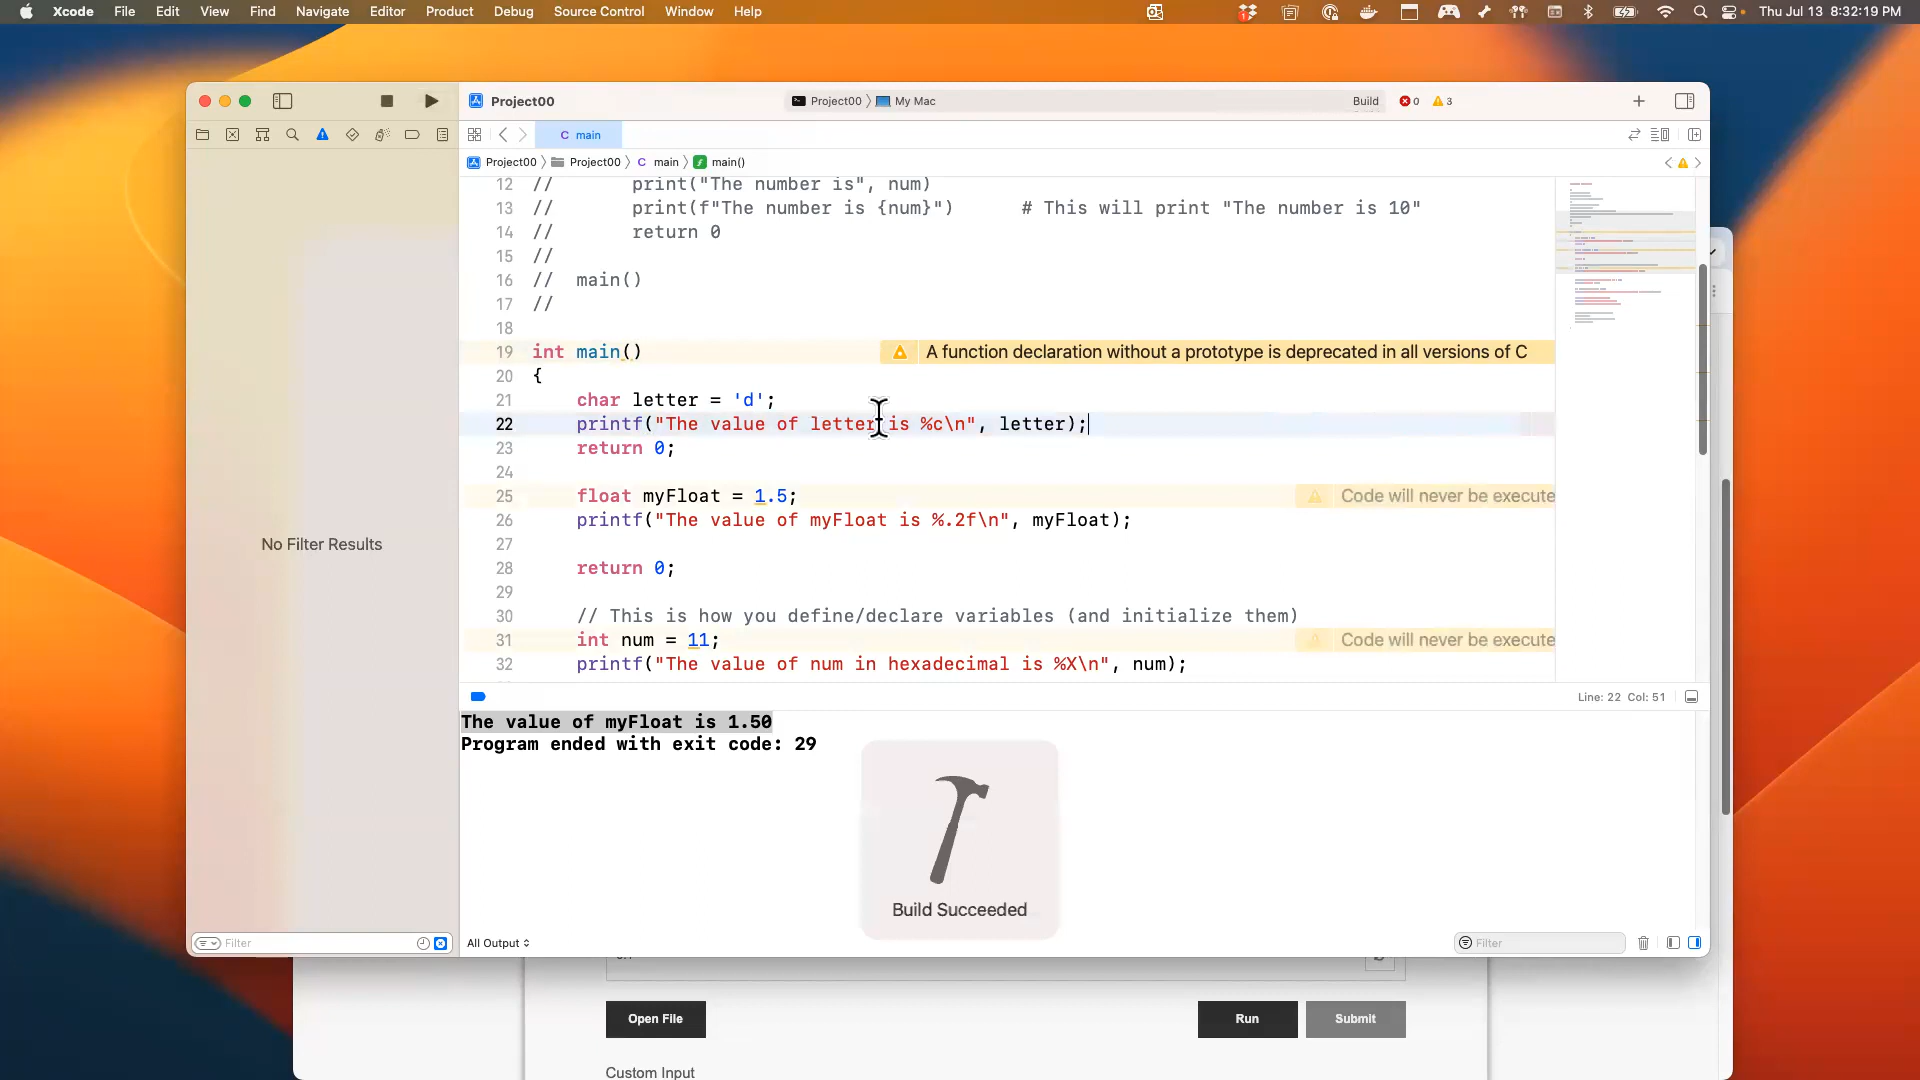 Xcode File Edit View Find Navigate Editor Product Debug Source Control Window Help
1
Thu Jul 13 8:32:19 PM
Project00
Project00 〉 My Mac
Build
0
3
C main
Project00 〉 Project00 〉 C main 〉 f main()
12 //       print("The number is", num)
13 //       print(f"The number is {num}")      # This will print "The number is 10"
14 //       return 0
15 //
16 //  main()
17 //
18
19 int main()
A function declaration without a prototype is deprecated in all versions of C
20 {
21     char letter = 'd';
22     printf("The value of letter is %c\n", letter);
23     return 0;
24
25     float myFloat = 1.5;
Code will never be execute
26     printf("The value of myFloat is %.2f\n", myFloat);
27
28     return 0;
29
30     // This is how you define/declare variables (and initialize them)
31     int num = 11;
Code will never be execute
32     printf("The value of num in hexadecimal is %X\n", num);
No Filter Results
Line: 22 Col: 51
The value of myFloat is 1.50
Program ended with exit code: 29
Build Succeeded
Filter
All Output
Filter
Open File
Run
Submit
Custom Input